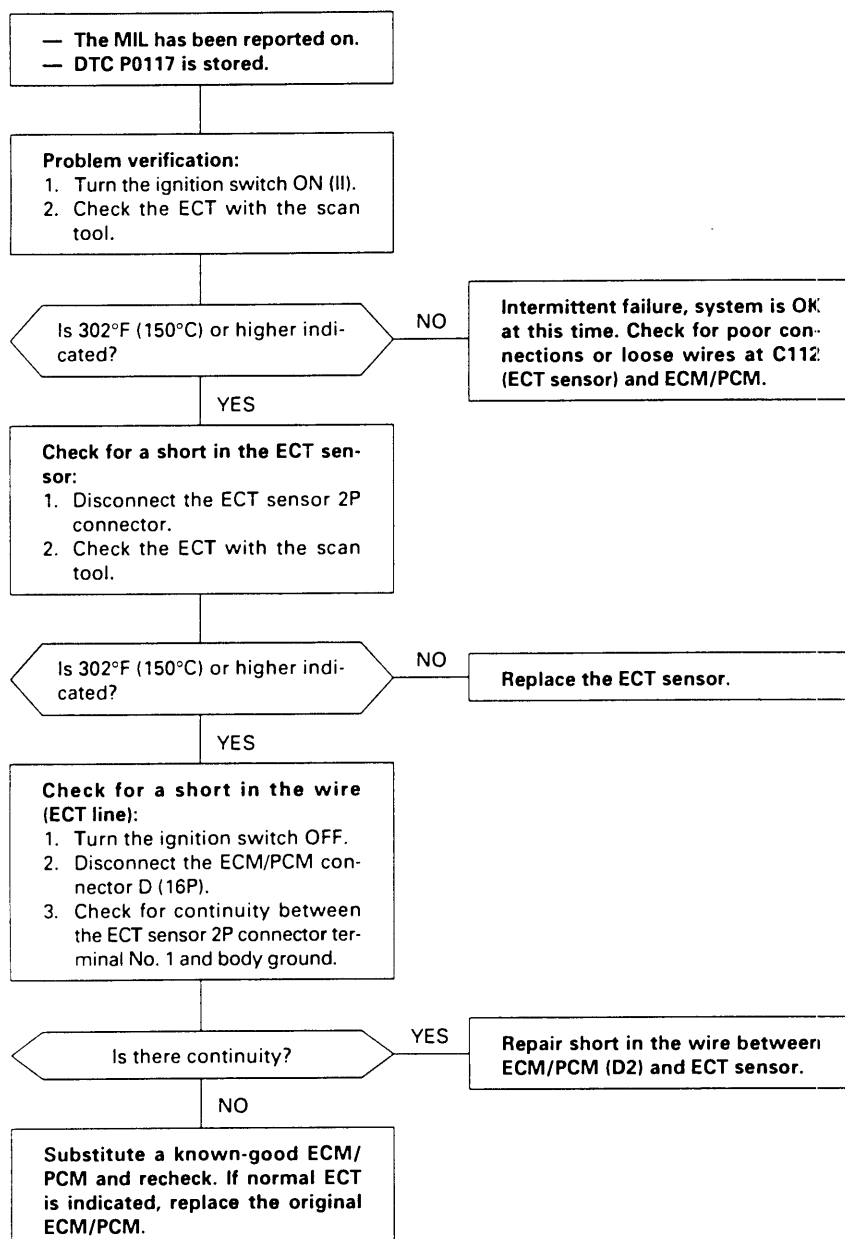 — The MIL has been reported on.
— DTC P0117 is stored.
Problem verification:
1. Turn the ignition switch ON (II).
2. Check the ECT with the scan
tool.
Is 302°F (150°C) or higher indi-
cated?
NO
Intermittent failure, system is OK
at this time. Check for poor con-
nections or loose wires at C112
(ECT sensor) and ECM/PCM.
YES
Check for a short in the ECT sen-
sor:
1. Disconnect the ECT sensor 2P
connector.
2. Check the ECT with the scan
tool.
Is 302°F (150°C) or higher indi-
cated?
NO
Replace the ECT sensor.
YES
Check for a short in the wire
(ECT line):
1. Turn the ignition switch OFF.
2. Disconnect the ECM/PCM con-
nector D (16P).
3. Check for continuity between
the ECT sensor 2P connector ter-
minal No. 1 and body ground.
Is there continuity?
YES
Repair short in the wire between
ECM/PCM (D2) and ECT sensor.
NO
Substitute a known-good ECM/
PCM and recheck. If normal ECT
is indicated, replace the original
ECM/PCM.